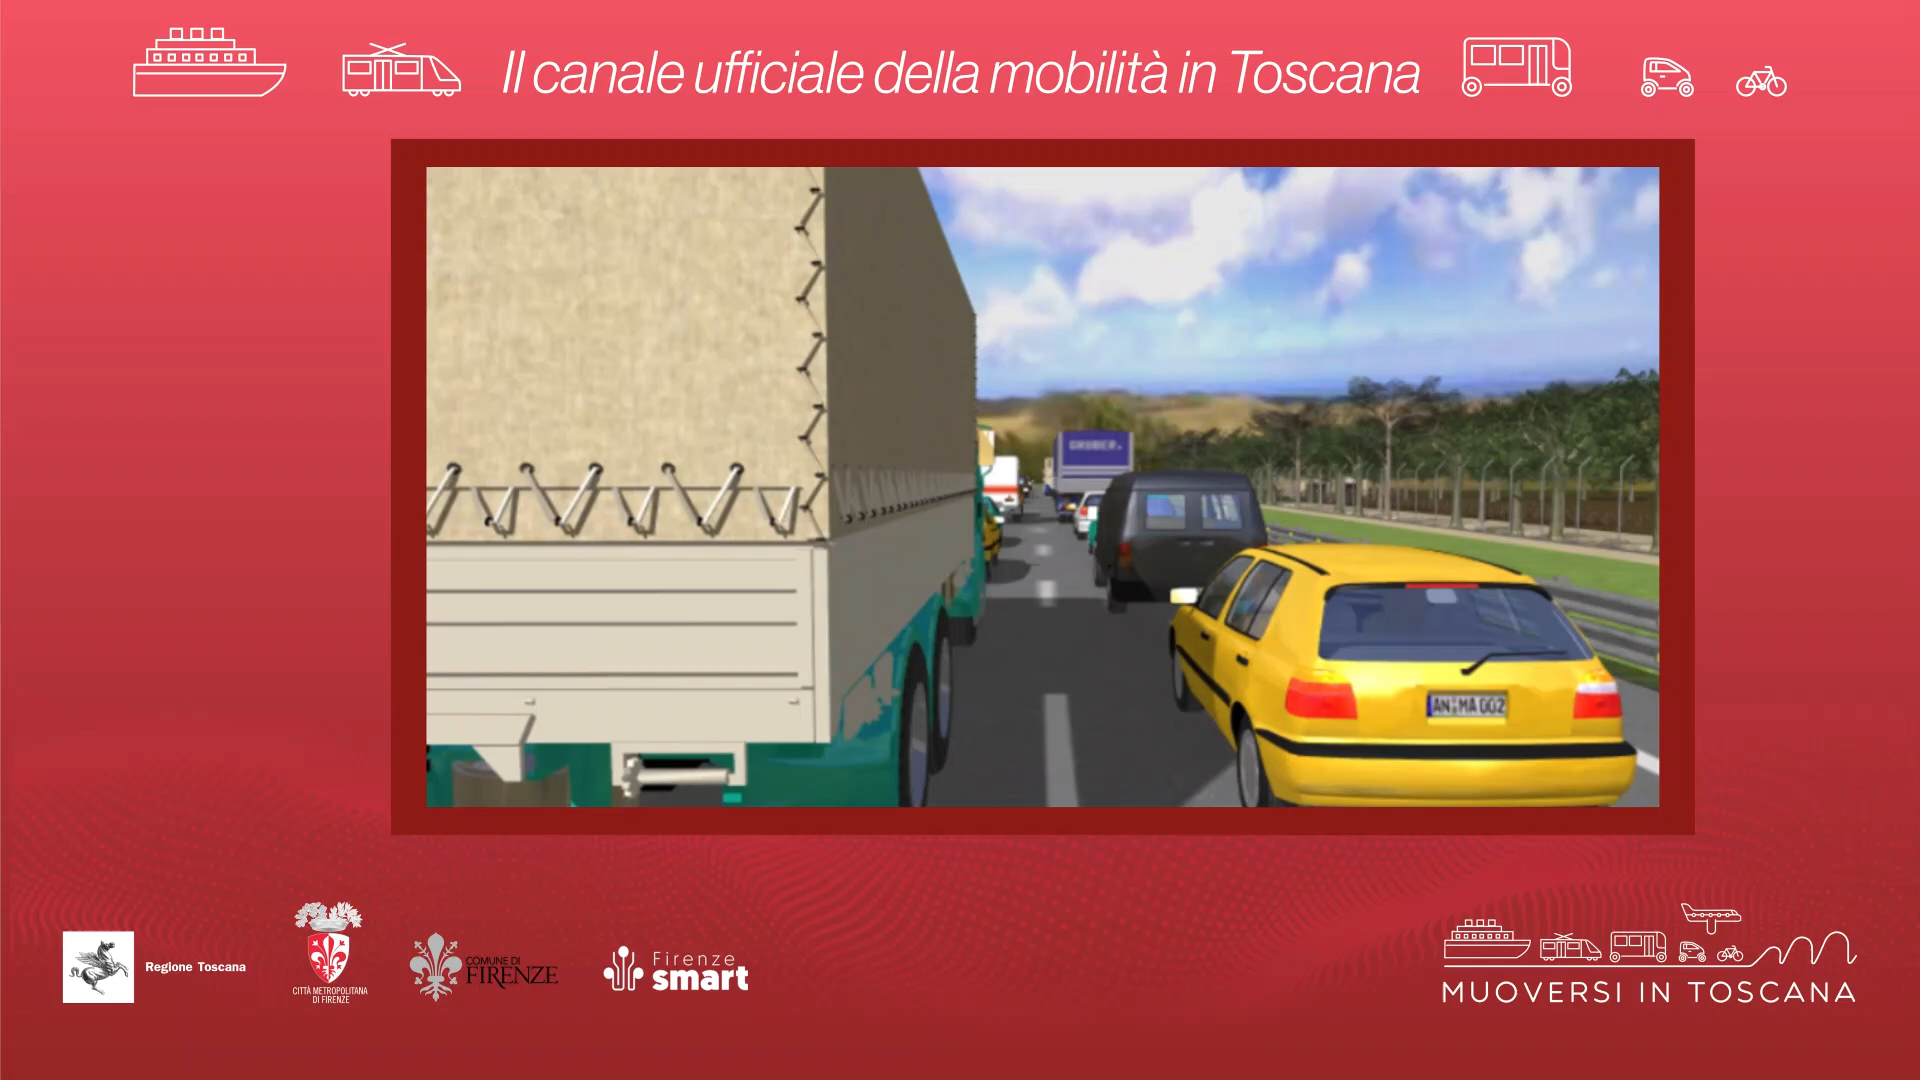 Il canale ufficiale della mobilità in Toscana
GRUBER
AN MA 002
Regione Toscana
CITTÀ METROPOLITANA
DI FIRENZE
COMUNE DI
FIRENZE
Firenze
smart
MUOVERSI IN TOSCANA